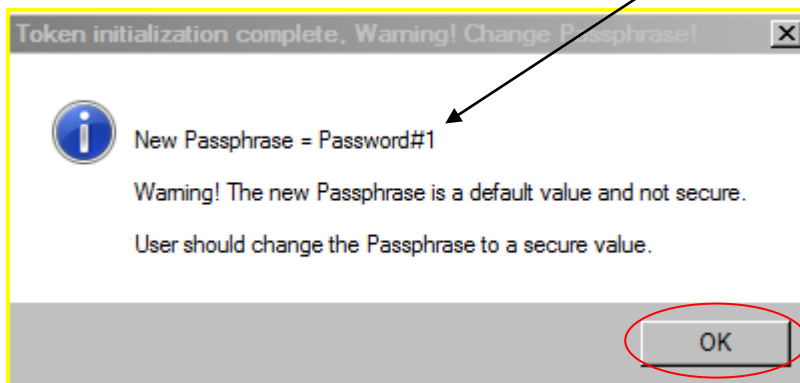 Token initialization complete, Warning! Change Passphrase!
New Passphrase = Password#1
Warning! The new Passphrase is a default value and not secure.
User should change the Passphrase to a secure value.
OK